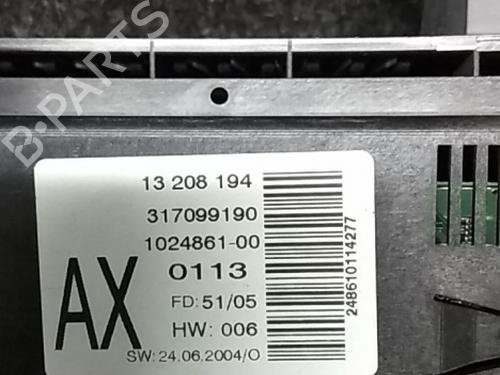 B-PARTS
13 208 194
317099190
1024861-00
0113
AX
FD: 51/05
HW: 006
SW: 24.06.2004/O
248610114277